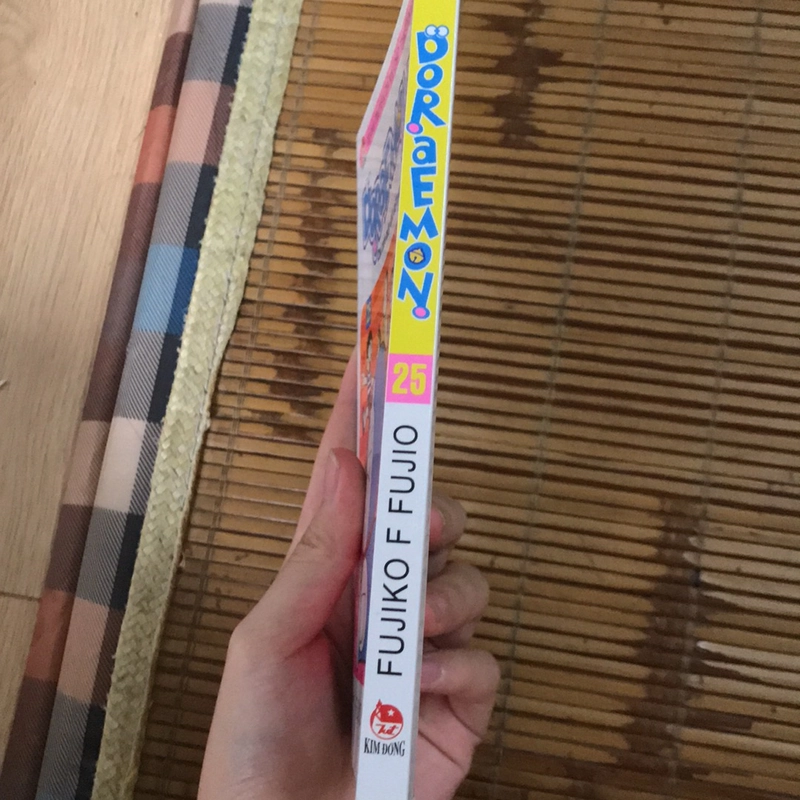 DORaEMON
25
FUJIKO F FUJIO
KIM ĐỒNG